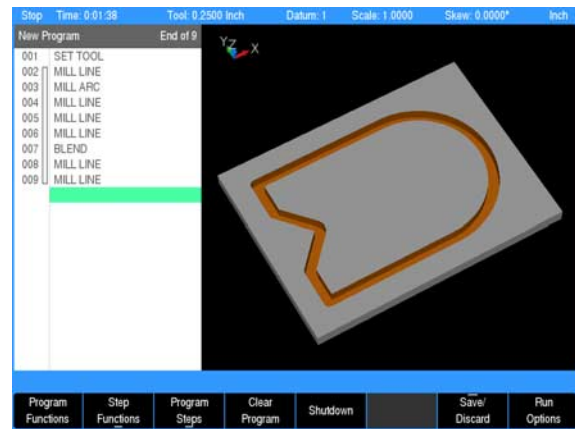 Stop Time: 0:01:38 Tool: 0.2500 Inch Datum: 1 Scale: 1.0000 Skew: 0.0000° Inch
New Program End of 9
001 SET TOOL
002 MILL LINE
003 MILL ARC
004 MILL LINE
005 MILL LINE
006 MILL LINE
007 BLEND
008 MILL LINE
009 MILL LINE
Y Z X
Program Functions
Step Functions
Program Steps
Clear Program
Shutdown
Save/ Discard
Run Options